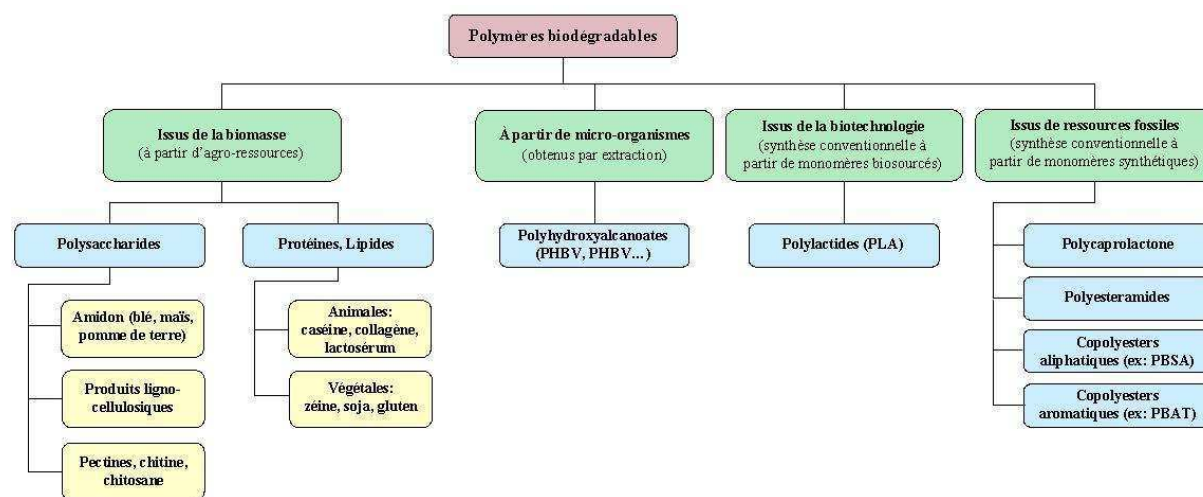 Polymères biodégradables
Issus de la biomasse
(à partir d'agro-ressources)
À partir de micro-organismes
(obtenus par extraction)
Issus de la biotechnologie
(synthèse conventionnelle à
partir de monomères biosourcés)
Issus de ressources fossiles
(synthèse conventionnelle à
partir de monomères synthétiques)
Polysaccharides
Protéines, Lipides
Polyhydroxyalcanoates
(PHBV, PHBV...)
Polylactides (PLA)
Polycaprolactone
Polyesteramides
Copolyesters
aliphatiques (ex: PBSA)
Copolyesters
aromatiques (ex: PBAT)
Amidon (blé, maïs,
pomme de terre)
Produits ligno-
cellulosiques
Pectines, chitine,
chitosane
Animales:
caséine, collagène,
lactosérum
Végétales:
zéine, soja, gluten